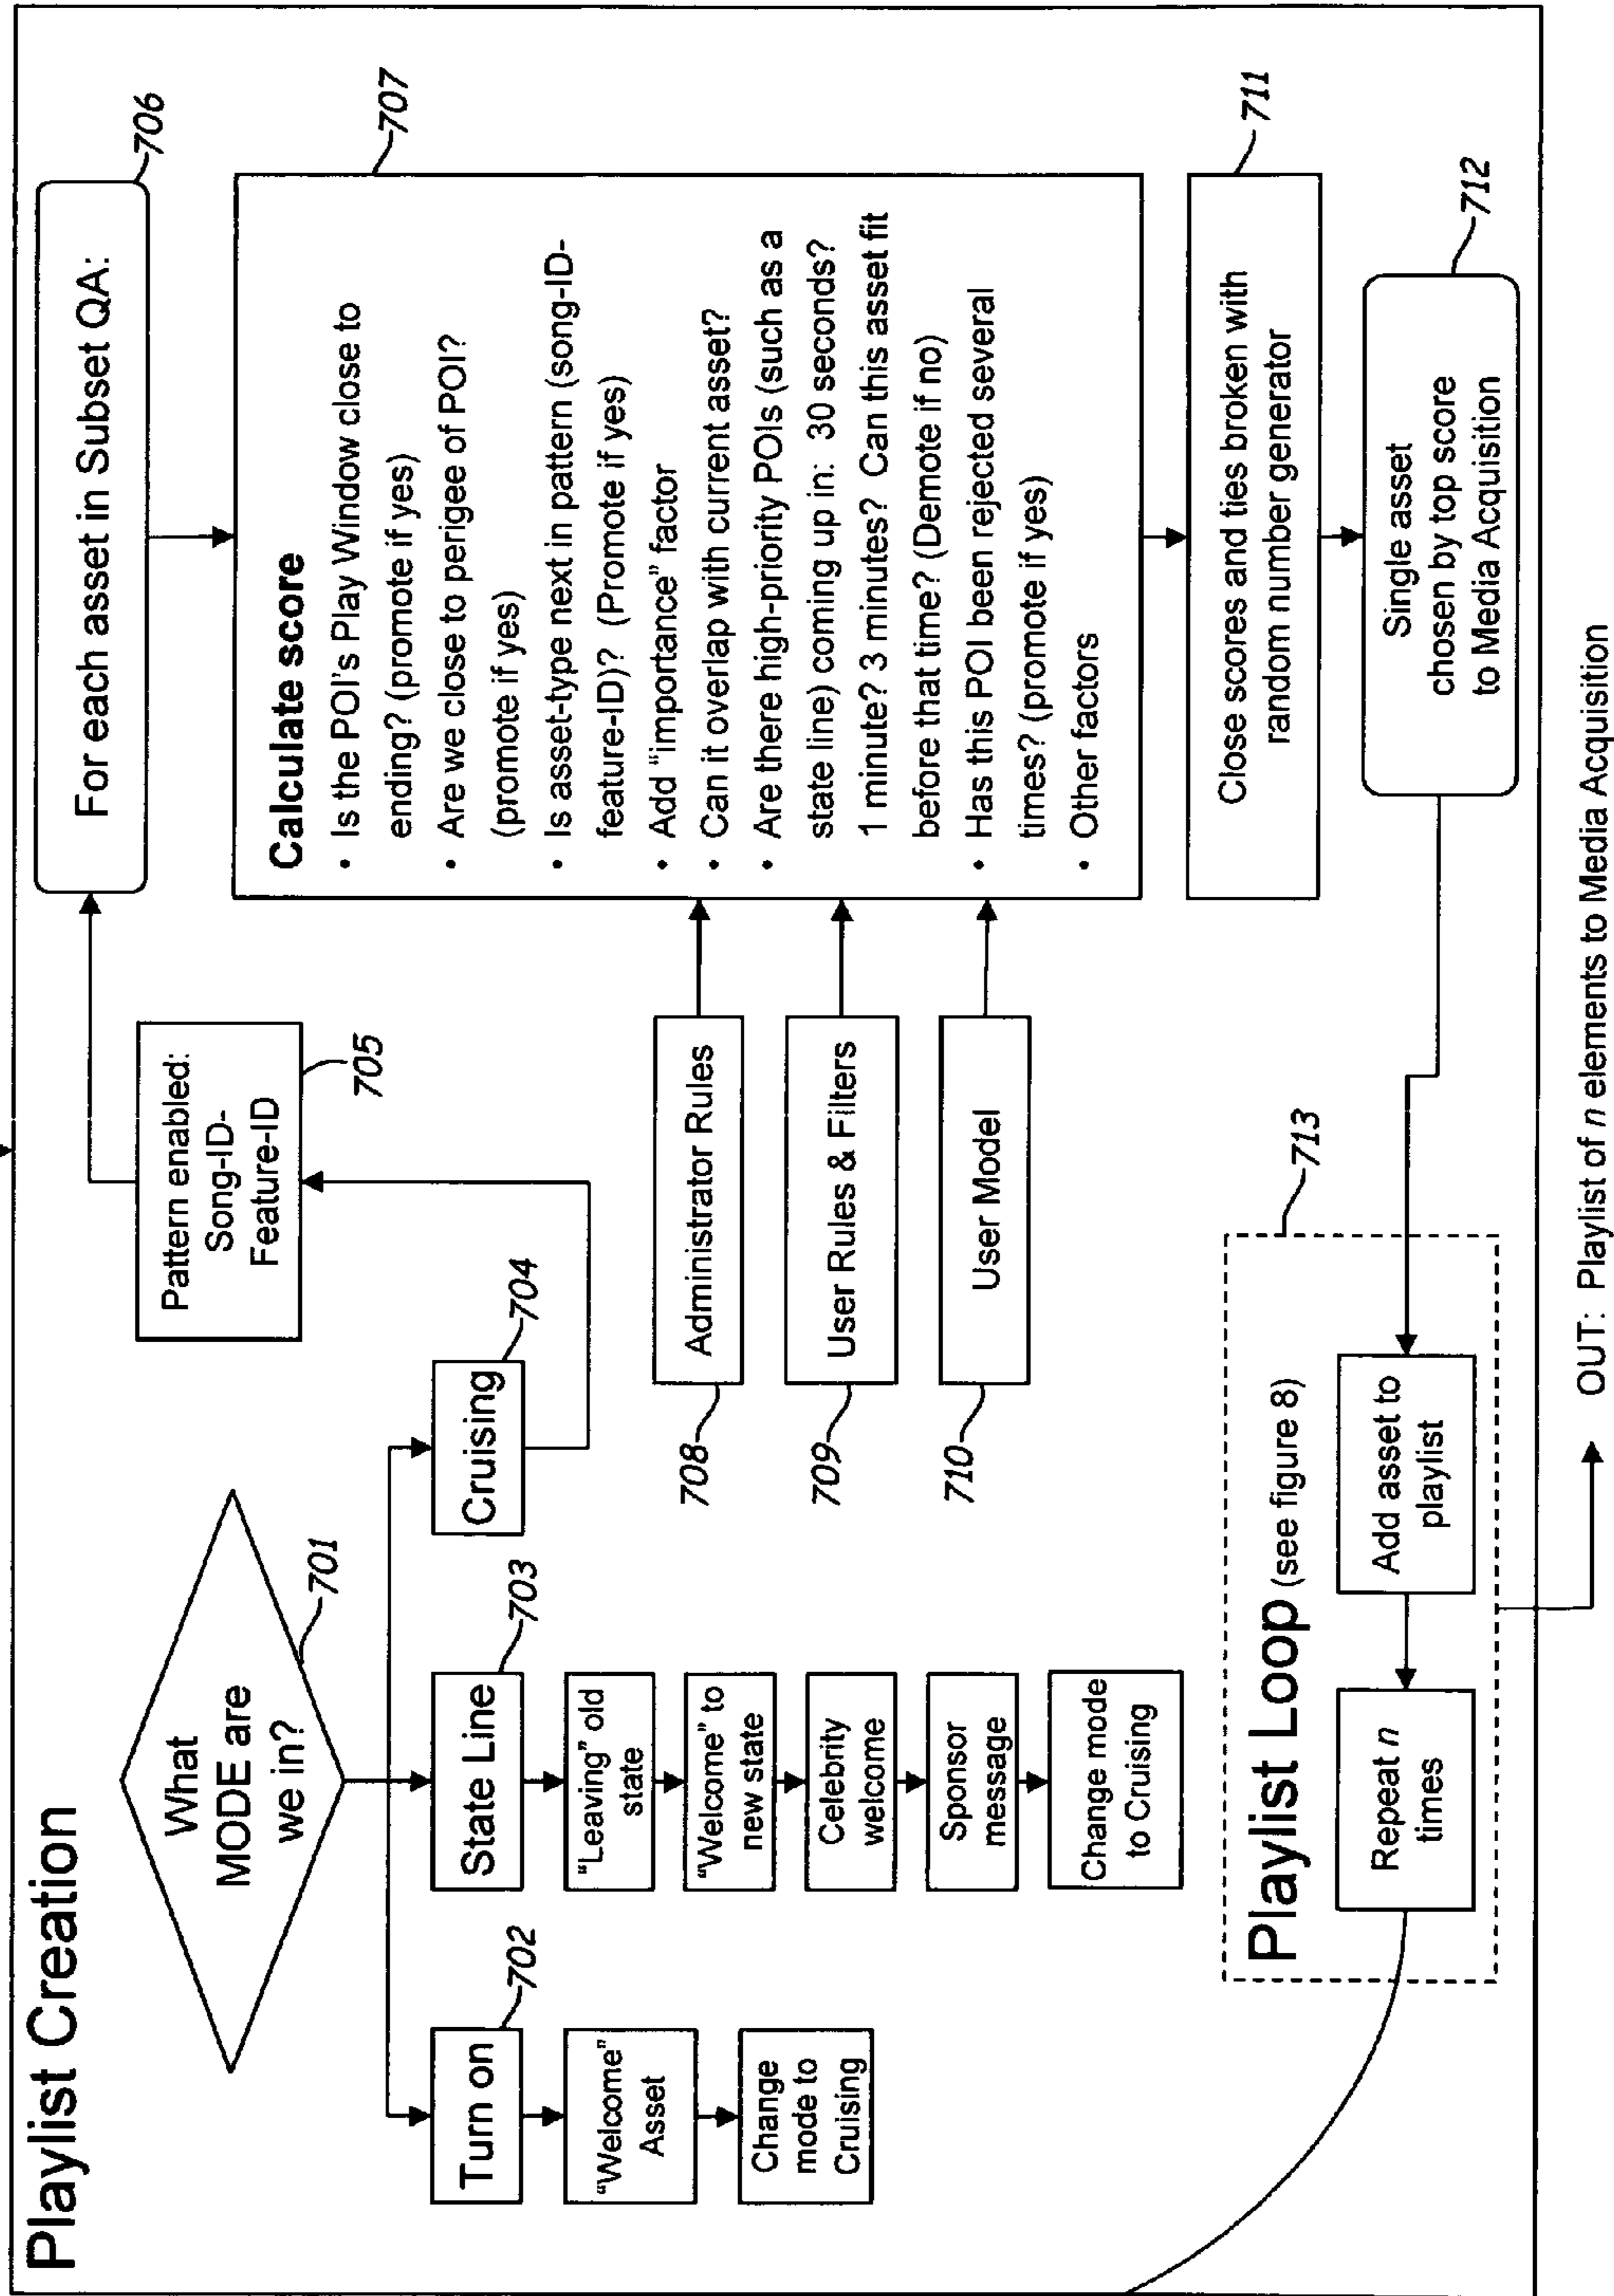 Playlist Creation
What
MODE are
we in?
701
Turn on
702
"Welcome"
Asset
Change
mode to
Cruising
State Line
703
"Leaving" old
state
"Welcome" to
new state
Celebrity
welcome
Sponsor
message
Change mode
to Cruising
Cruising
704
Pattern enabled:
Song-ID-
Feature-ID
705
For each asset in Subset QA:
706
Calculate score
• Is the POI's Play Window close to
ending? (promote if yes)
• Are we close to perigee of POI?
(promote if yes)
• Is asset-type next in pattern (song-ID-
feature-ID)? (Promote if yes)
• Add "importance" factor
• Can it overlap with current asset?
• Are there high-priority POIs (such as a
state line) coming up in: 30 seconds?
1 minute? 3 minutes? Can this asset fit
before that time? (Demote if no)
• Has this POI been rejected several
times? (promote if yes)
• Other factors
707
Administrator Rules
708
User Rules & Filters
709
User Model
710
Close scores and ties broken with
random number generator
711
Single asset
chosen by top score
to Media Acquisition
712
Playlist Loop (see figure 8)
713
Add asset to
playlist
Repeat n
times
OUT: Playlist of n elements to Media Acquisition